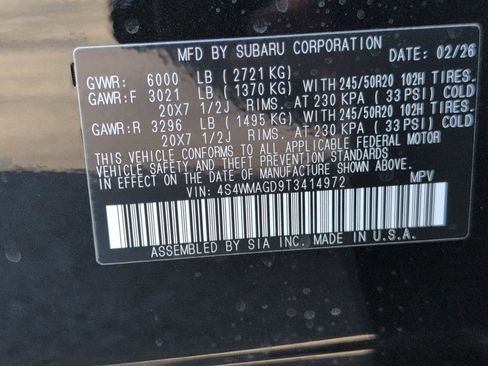 MFD BY SUBARU CORPORATION
DATE: 02/26
GVWR: 6000 LB (2721 KG)
GAWR:F 3021 LB (1370 KG) WITH 245/50R20 102H TIRES.
20X7 1/2J RIMS. AT 230 KPA (33 PSI) COLD
GAWR:R 3296 LB (1495 KG) WITH 245/50R20 102H TIRES.
20X7 1/2J RIMS. AT 230 KPA (33 PSI) COLD
THIS VEHICLE CONFORMS TO ALL APPLICABLE FEDERAL MOTOR
VEHICLE SAFETY AND THEFT PREVENTION STANDARDS
IN EFFECT ON THE DATE OF MANUFACTURE SHOWN ABOVE.
VIN: 4S4WMAGD9T3414972
MPV
ASSEMBLED BY SIA INC. MADE IN U.S.A.